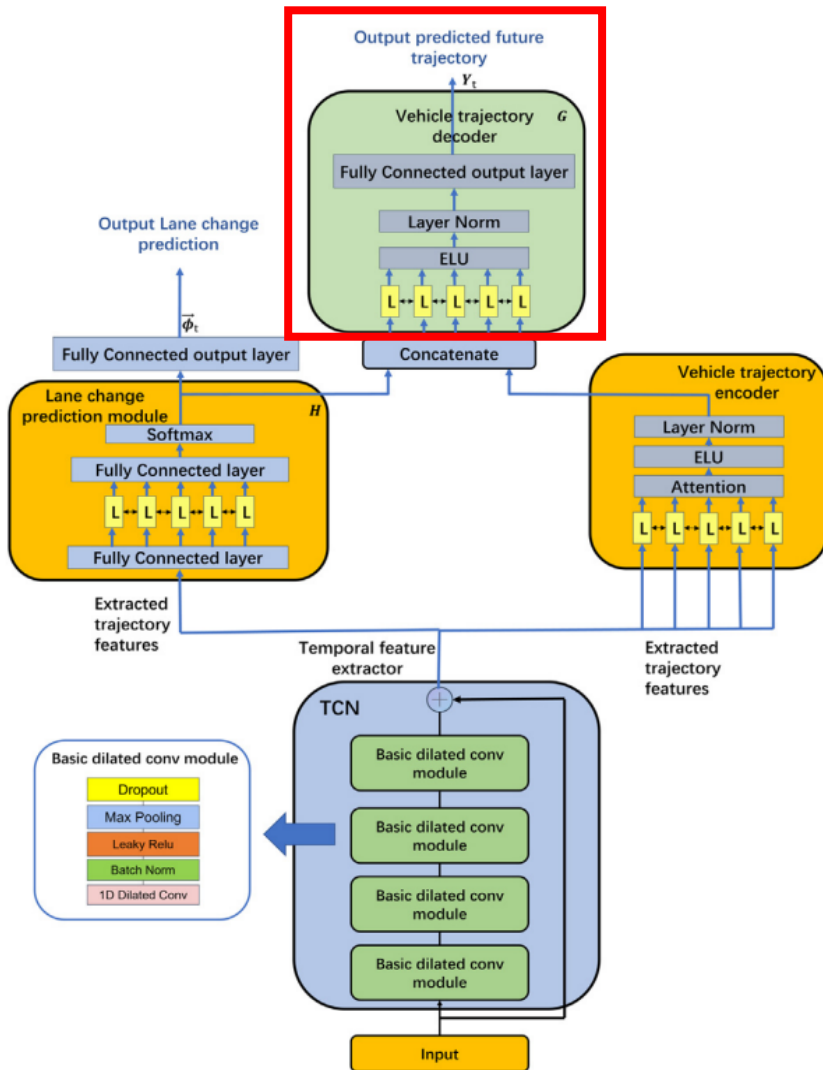 Output predicted future
trajectory
Y_t
Vehicle trajectory
decoder
G
Fully Connected output layer
Layer Norm
ELU
L L L L L
Output Lane change
prediction
ϕ⃗_t
Fully Connected output layer
Concatenate
Lane change
prediction module
H
Softmax
Fully Connected layer
L L L L L
Fully Connected layer
Vehicle trajectory
encoder
Layer Norm
ELU
Attention
L L L L L
Extracted
trajectory
features
Temporal feature
extractor
Extracted
trajectory
features
TCN
Basic dilated conv
module
Basic dilated conv
module
Basic dilated conv
module
Basic dilated conv
module
Basic dilated conv module
Dropout
Max Pooling
Leaky Relu
Batch Norm
1D Dilated Conv
Input